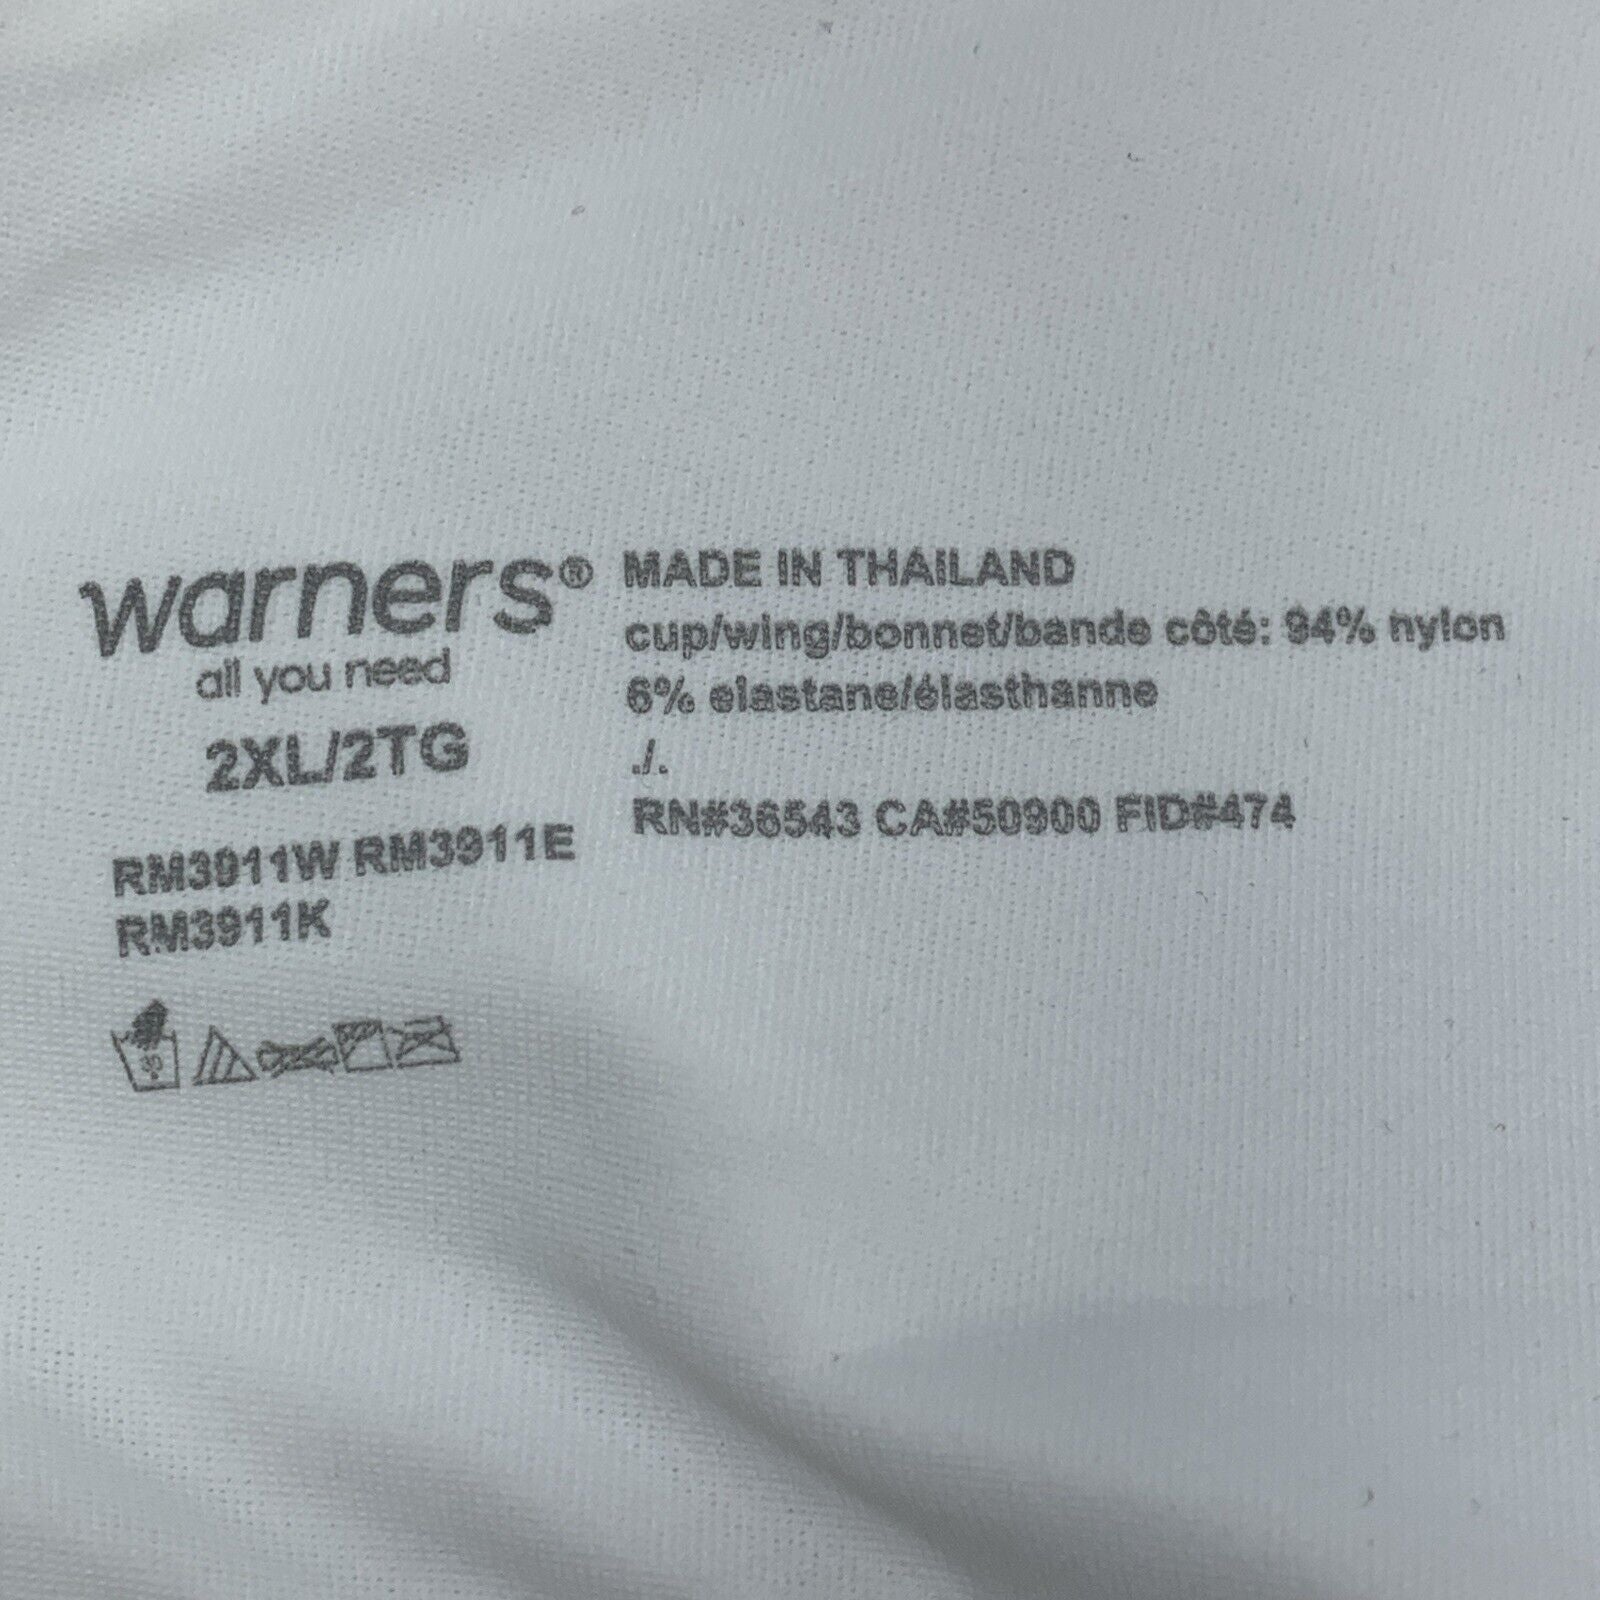 warners®
all you need
2XL/2TG
RM3911W RM3911E
RM3911K
MADE IN THAILAND
cup/wing/bonnet/bande côté: 94% nylon
6% elastane/élasthanne
./.
RN#36543 CA#50900 FID#474